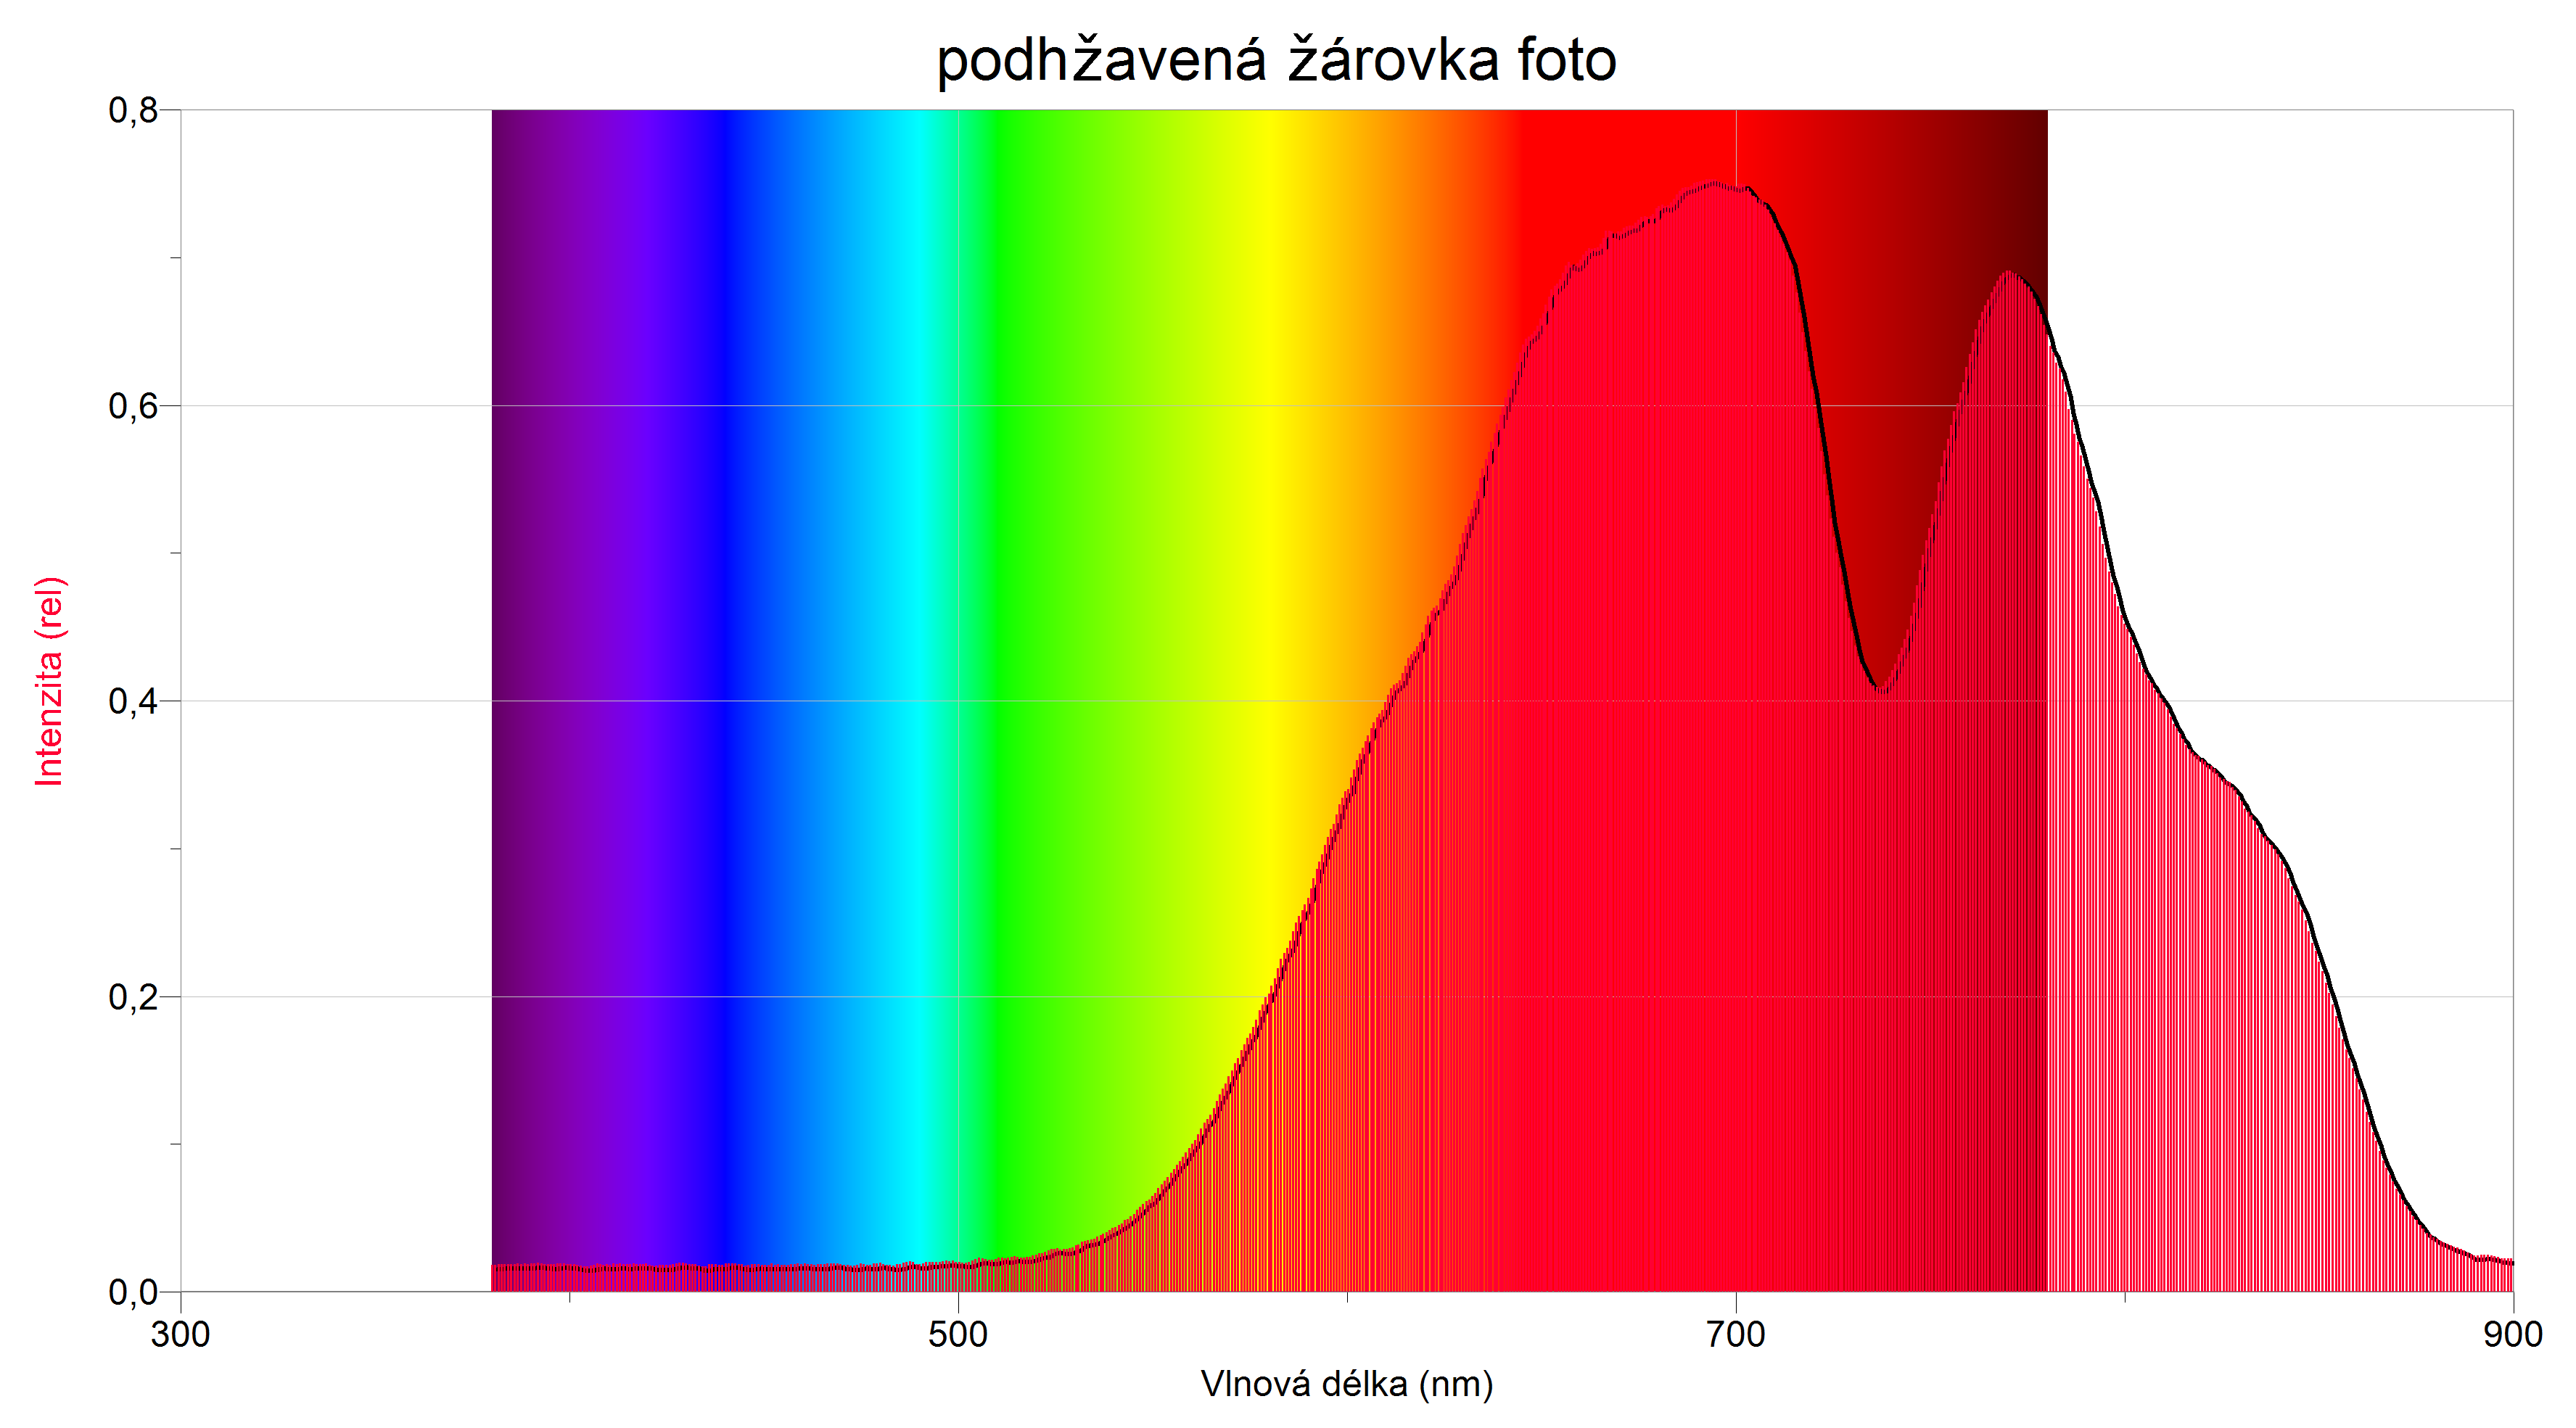 podhžavená žárovka foto
0,8
0,6
0,4
0,2
0,0
Intenzita (rel)
300 500 700 900
Vlnová délka (nm)